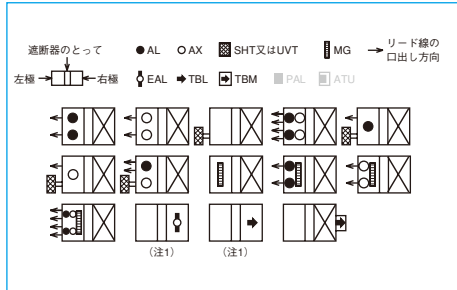 遮断器のとって
左極
右極
AL
AX
SHT又はUVT
MG
リード線の
口出し方向
EAL
TBL
TBM
PAL
ATU
(注1)
(注1)